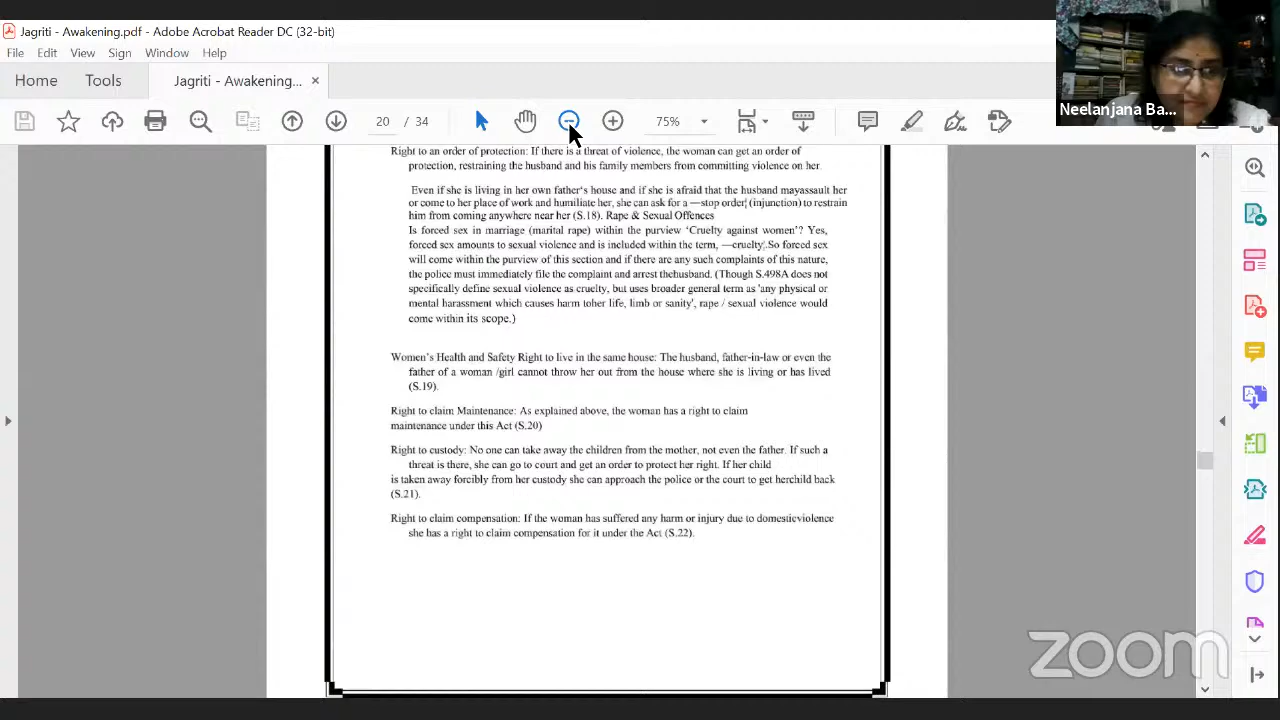 Jagriti - Awakening.pdf - Adobe Acrobat Reader DC (32-bit)
File Edit View Sign Window Help
Home Tools Jagriti - Awakening... ×
20 / 34 75%
Neelanjana Ba...
Right to an order of protection: If there is a threat of violence, the woman can get an order of
protection, restraining the husband and his family members from committing violence on her
Even if she is living in her own father's house and if she is afraid that the husband mayassault her
or come to her place of work and humiliate her, she can ask for a ―stop order‖ (injunction) to restrain
him from coming anywhere near her (S.18). Rape & Sexual Offences
Is forced sex in marriage (marital rape) within the purview ‘Cruelty against women’? Yes,
forced sex amounts to sexual violence and is included within the term, ―cruelty‖.So forced sex
will come within the purview of this section and if there are any such complaints of this nature,
the police must immediately file the complaint and arrest thehusband. (Though S.498A does not
specifically define sexual violence as cruelty, but uses broader general term as 'any physical or
mental harassment which causes harm toher life, limb or sanity', rape / sexual violence would
come within its scope.)
Women’s Health and Safety Right to live in the same house: The husband, father-in-law or even the
father of a woman /girl cannot throw her out from the house where she is living or has lived
(S.19).
Right to claim Maintenance: As explained above, the woman has a right to claim
maintenance under this Act (S.20)
Right to custody: No one can take away the children from the mother, not even the father. If such a
threat is there, she can go to court and get an order to protect her right. If her child
is taken away forcibly from her custody she can approach the police or the court to get herchild back
(S.21).
Right to claim compensation: If the woman has suffered any harm or injury due to domesticviolence
she has a right to claim compensation for it under the Act (S.22).
zoom